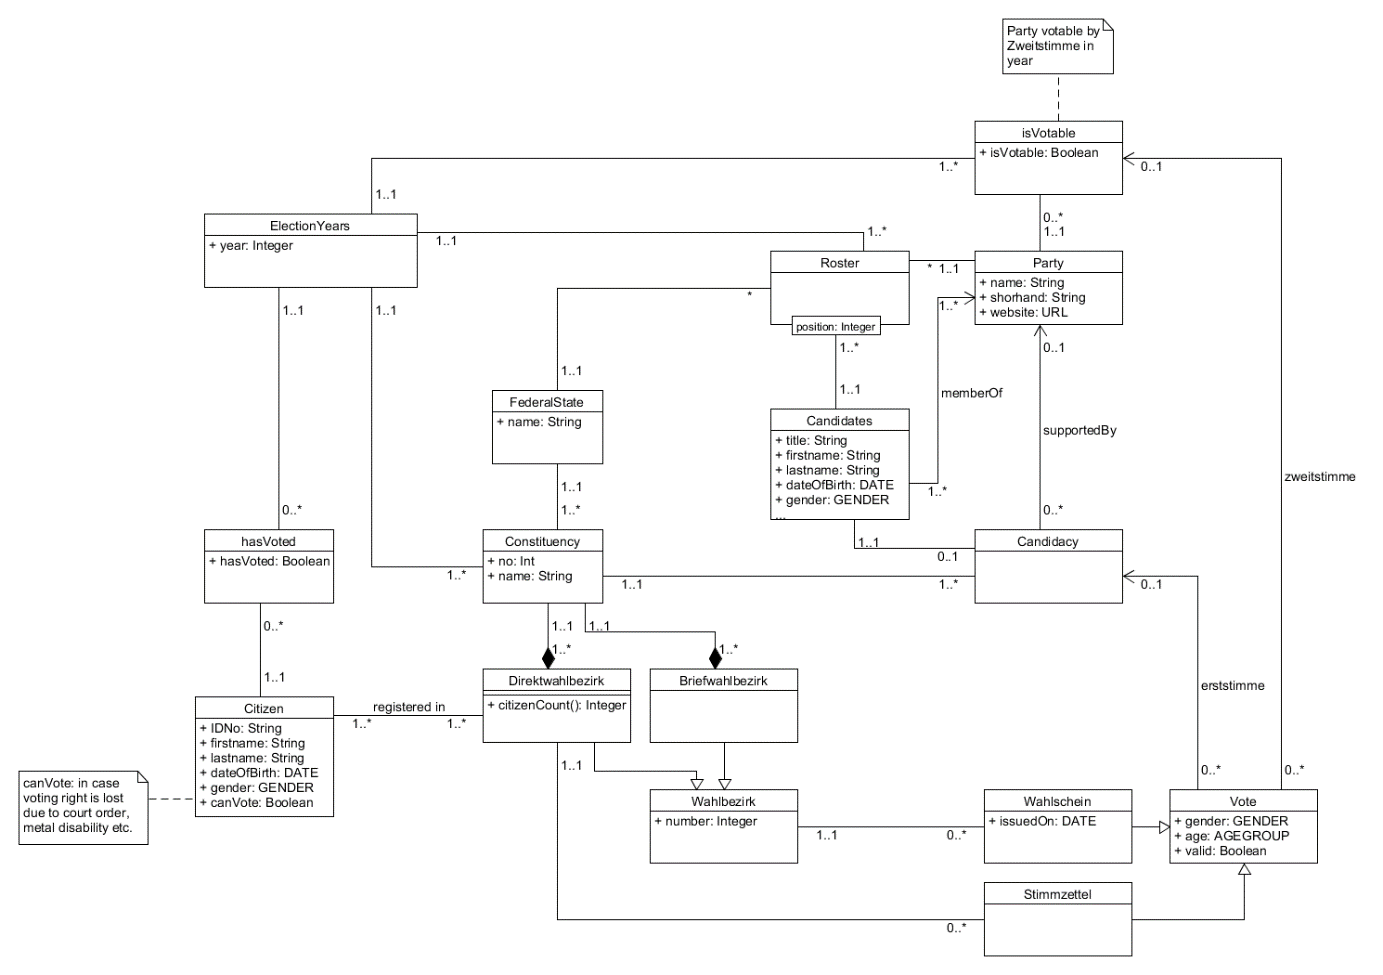 Party votable by
Zweitstimme in
year
isVotable
+ isVotable: Boolean
1..*
0..1
1..1
0..*
1..1
ElectionYears
+ year: Integer
1..1
1..*
Roster
position: Integer
* 1..1
Party
+ name: String
+ shorhand: String
+ website: URL
*
1..*
1..1
1..1
0..1
1..*
1..1
1..1
memberOf
FederalState
+ name: String
Candidates
+ title: String
+ firstname: String
+ lastname: String
+ dateOfBirth: DATE
+ gender: GENDER
...
supportedBy
zweitstimme
1..1
1..*
1..*
0..*
0..*
hasVoted
+ hasVoted: Boolean
Constituency
+ no: Int
+ name: String
1..*
1..1
0..1
Candidacy
1..1
1..*
0..1
0..*
1..1
1..1
1..1
1..*
1..*
Direktwahlbezirk
+ citizenCount(): Integer
Briefwahlbezirk
erststimme
Citizen
+ IDNo: String
+ firstname: String
+ lastname: String
+ dateOfBirth: DATE
+ gender: GENDER
+ canVote: Boolean
registered in
1..*
1..*
canVote: in case
voting right is lost
due to court order,
metal disability etc.
1..1
0..*
0..*
Wahlbezirk
+ number: Integer
1..1
0..*
Wahlschein
+ issuedOn: DATE
Vote
+ gender: GENDER
+ age: AGEGROUP
+ valid: Boolean
Stimmzettel
0..*